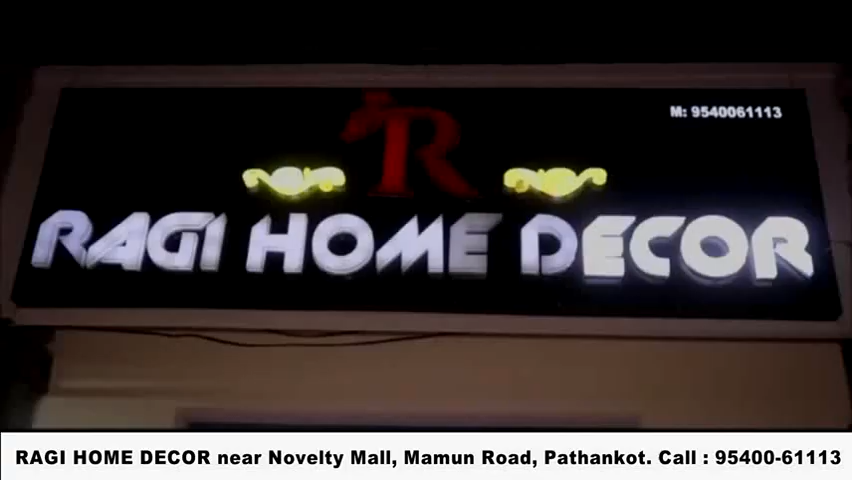 R
M: 9540061113
RAGI HOME DECOR
RAGI HOME DECOR near Novelty Mall, Mamun Road, Pathankot. Call : 95400-61113